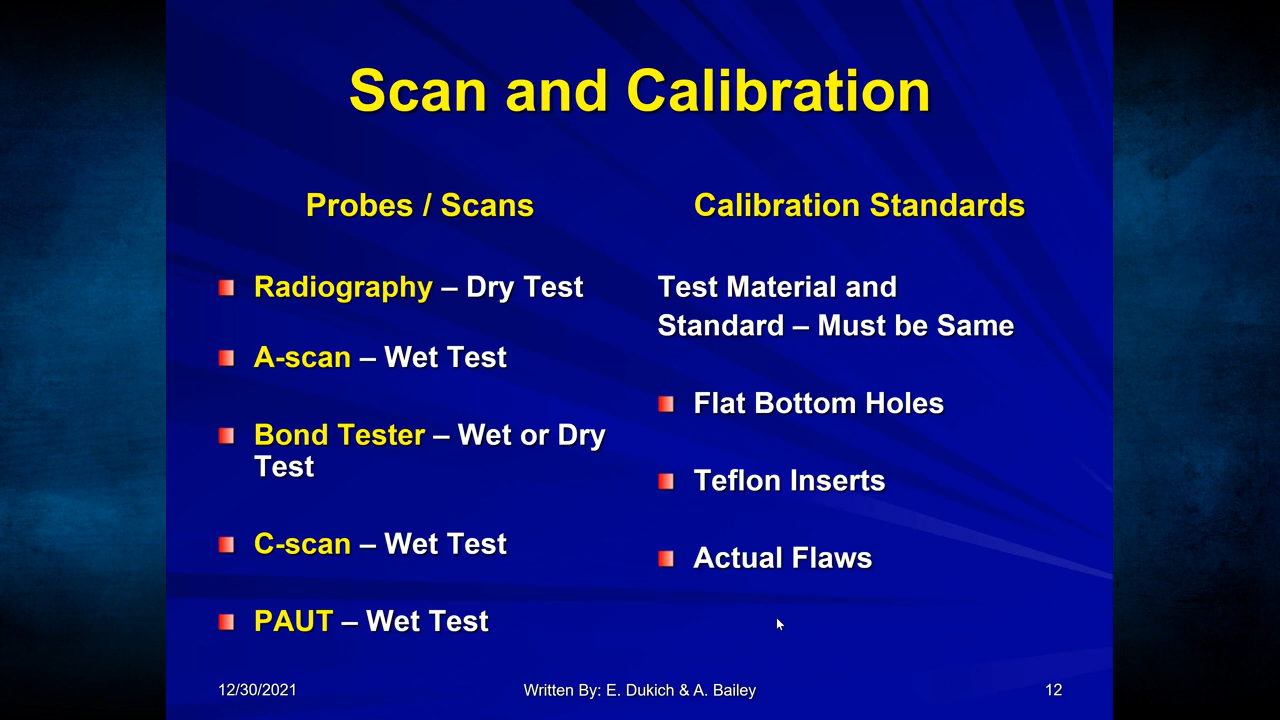 Scan and Calibration
Probes / Scans
Radiography – Dry Test
A-scan – Wet Test
Bond Tester – Wet or Dry
Test
C-scan – Wet Test
PAUT – Wet Test
Calibration Standards
Test Material and
Standard – Must be Same
Flat Bottom Holes
Teflon Inserts
Actual Flaws
12/30/2021
Written By: E. Dukich & A. Bailey
12